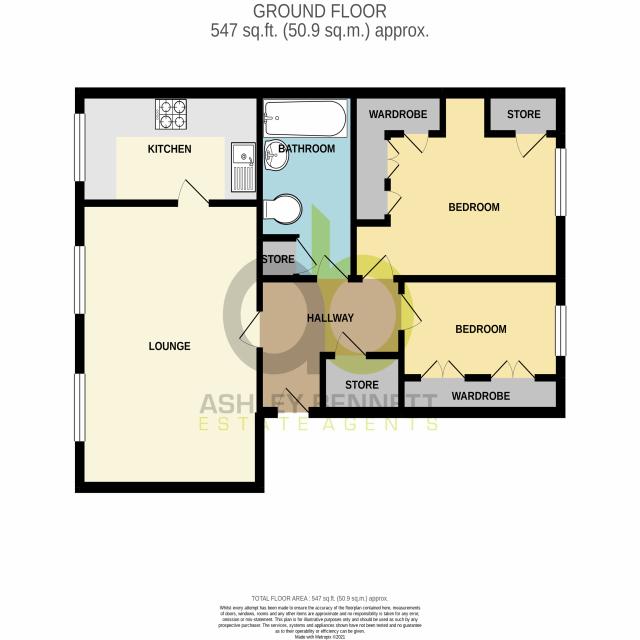 GROUND FLOOR
547 sq.ft. (50.9 sq.m.) approx.
WARDROBE
STORE
KITCHEN
BATHROOM
BEDROOM
STORE
HALLWAY
BEDROOM
LOUNGE
STORE
WARDROBE
ASHLEY BENNETT
ESTATE AGENTS
TOTAL FLOOR AREA : 547 sq.ft. (50.9 sq.m.) approx.
Whilst every attempt has been made to ensure the accuracy of the floorplan contained here, measurements
of doors, windows, rooms and any other items are approximate and no responsibility is taken for any error,
omission or mis-statement. This plan is for illustrative purposes only and should be used as such by any
prospective purchaser. The services, systems and appliances shown have not been tested and no guarantee
as to their operability or efficiency can be given.
Made with Metropix ©2021